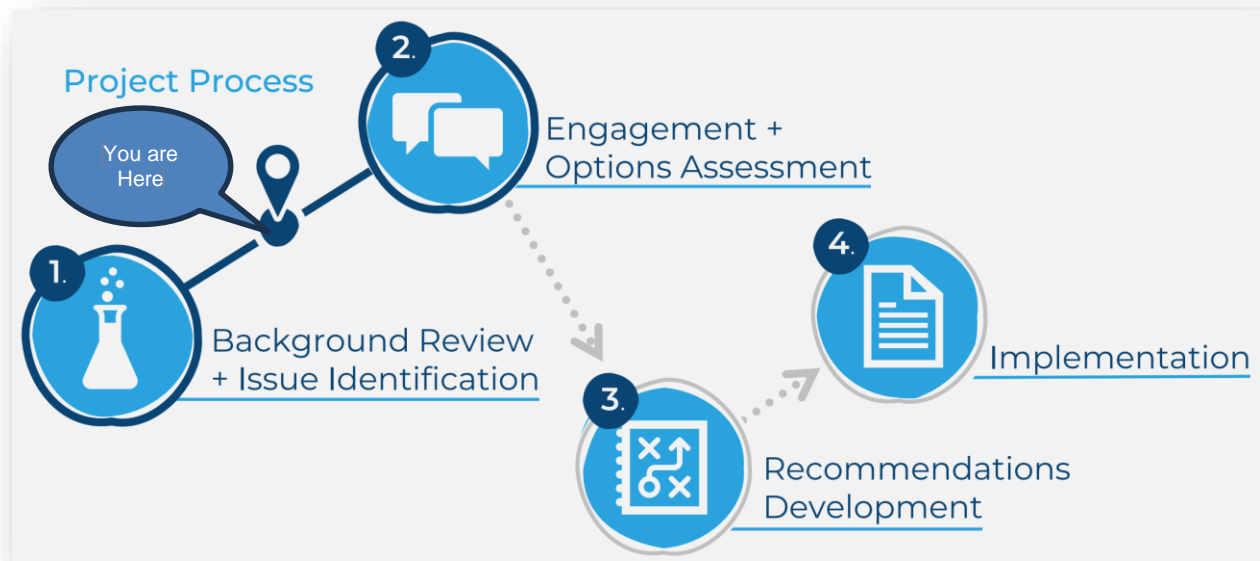 Project Process
You are
Here
1.
Background Review
+ Issue Identification
2.
Engagement +
Options Assessment
3.
Recommendations
Development
4.
Implementation